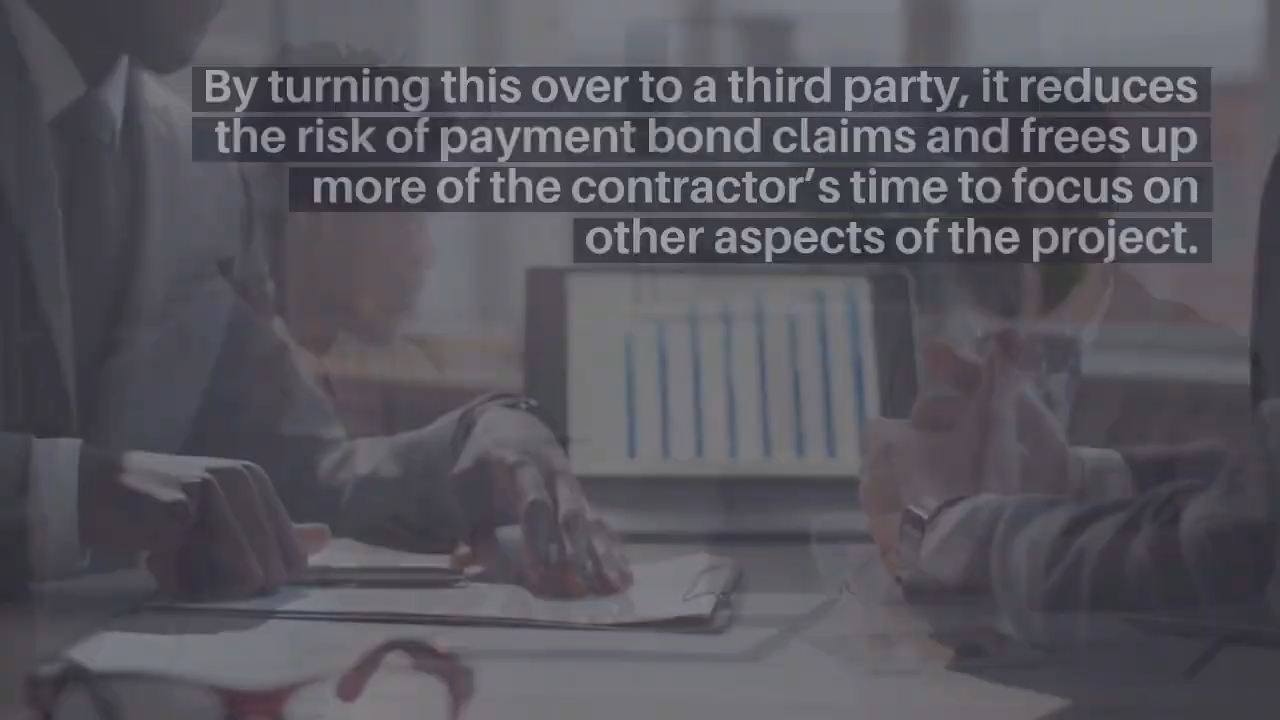 By turning this over to a third party, it reduces
the risk of payment bond claims and frees up
more of the contractor’s time to focus on
other aspects of the project.